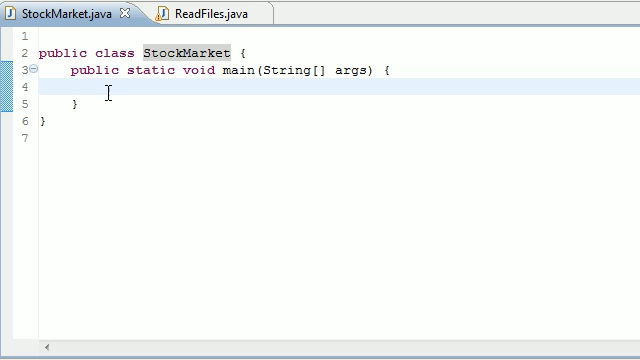 StockMarket.java ReadFiles.java
1
2 public class StockMarket {
3 public static void main(String[] args) {
4
5 }
6 }
7